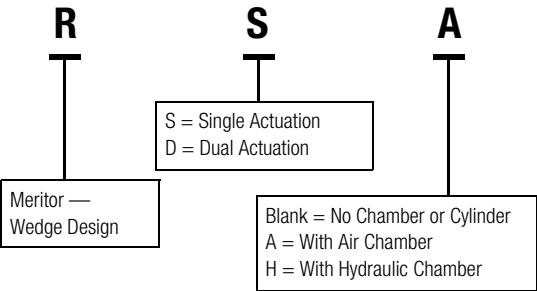 R S A
S = Single Actuation
D = Dual Actuation
Meritor —
Wedge Design
Blank = No Chamber or Cylinder
A = With Air Chamber
H = With Hydraulic Chamber